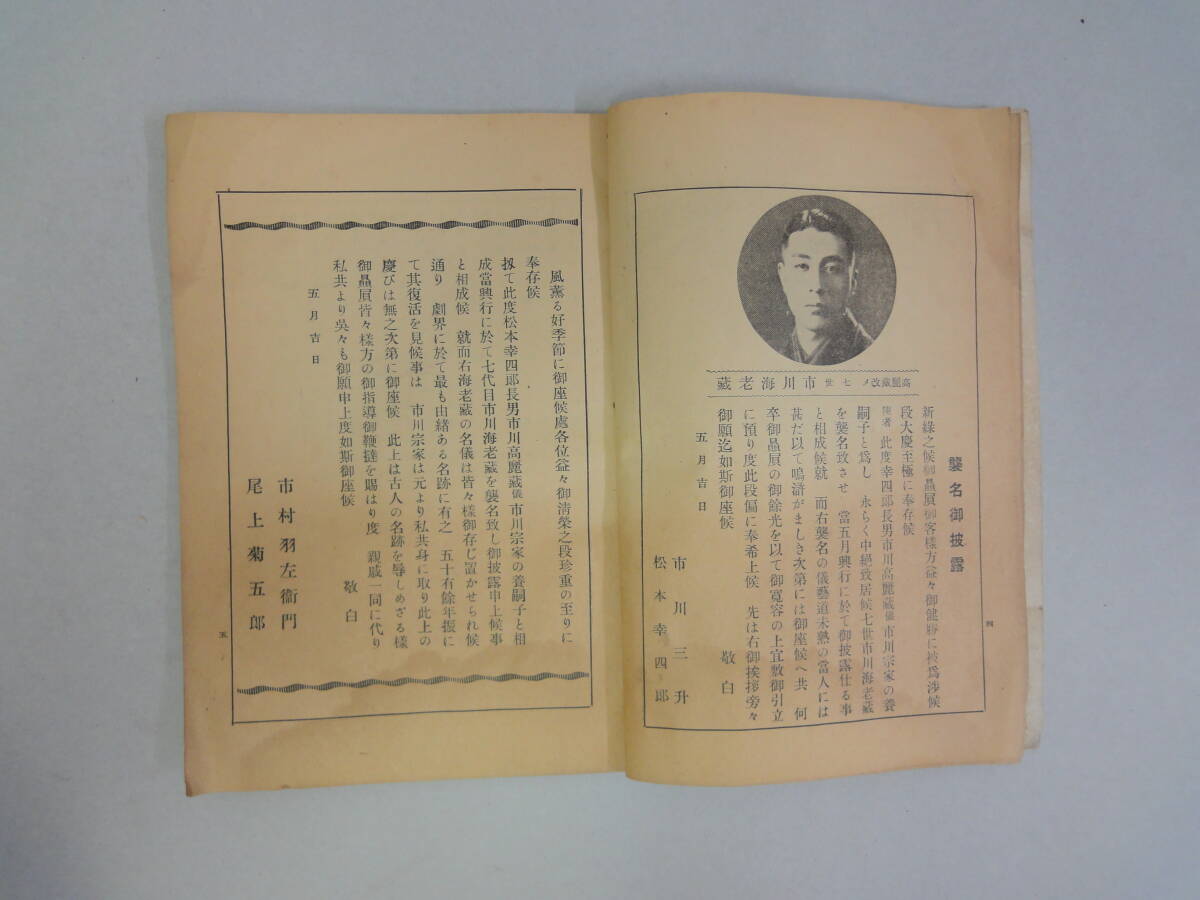 高麗藏改メ七世市川海老藏
襲名御披露
新綠之候御贔屓御客樣方益々御健勝に被爲涉候
段大慶至極に奉存候
陳者 此度幸四郎長男市川高麗藏儀 市川宗家の養
嗣子と爲し 永らく中絕致居候七世市川海老藏
を襲名致させ 當五月興行に於て御披露仕る事
と相成候就 而右襲名の儀藝道未熟の當人には
甚だ以て嗚滸がましき次第には御座候へ共 何
卒御贔屓の御餘光を以て御寬容の上宜敷御引立
に預り度此段偏に奉希上候 先は右御挨拶旁々
御願迄如斯御座候
敬白
五月吉日
市川三升
松本幸四郎
四
風薰る好季節に御座候處各位益々御淸榮之段珍重の至りに
奉存候
扨て此度松本幸四郎長男市川高麗藏儀市川宗家の養嗣子と相
成當興行に於て七代目市川海老藏を襲名致し御披露申上候事
と相成候 就而右海老藏の名儀は皆々樣御存じ置かせられ候
通り 劇界に於て最も由緖ある名跡に有之 五十有餘年振に
て其復活を見候事は 市川宗家は元より私共身に取り此上の
慶びは無之次第に御座候 此上は古人の名跡を辱しめざる樣
御贔屓皆々樣方の御指導御鞭撻を賜はり度 親戚一同に代り
私共より吳々も御願申上度如斯御座候
敬白
五月吉日
市村羽左衞門
尾上菊五郎
五